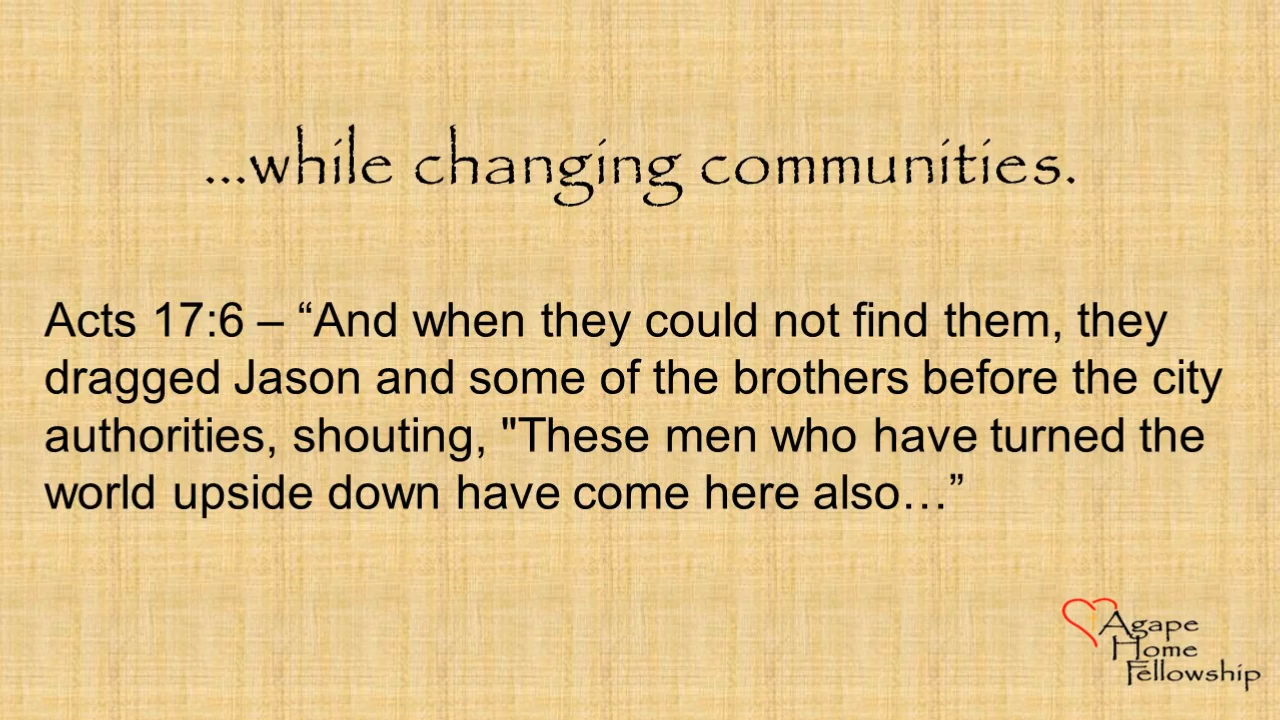 ...while changing communities.
Acts 17:6 – “And when they could not find them, they
dragged Jason and some of the brothers before the city
authorities, shouting, "These men who have turned the
world upside down have come here also…”
Agape
Home
Fellowship